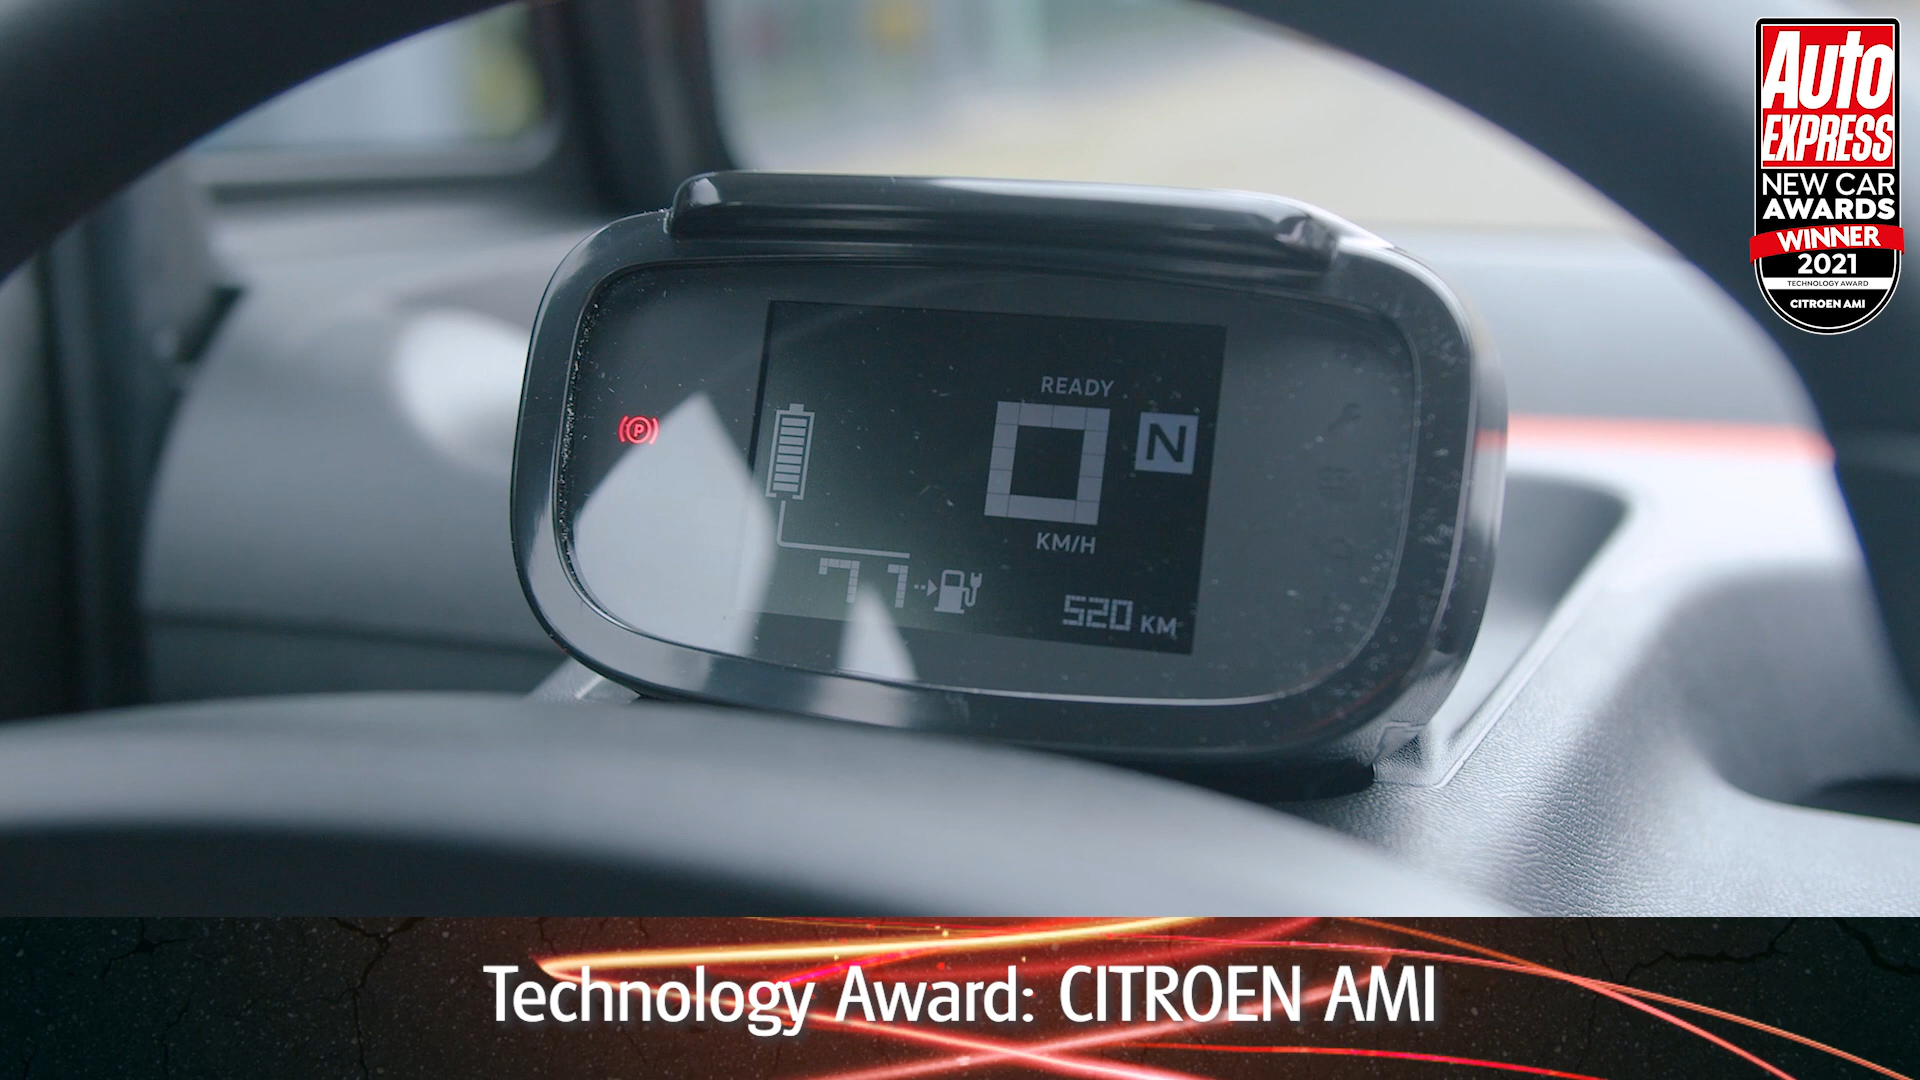 Auto
EXPRESS
NEW CAR
AWARDS
WINNER
2021
TECHNOLOGY AWARD
CITROEN AMI
READY
0
N
KM/H
71
520 KM
P
Technology Award: CITROEN AMI